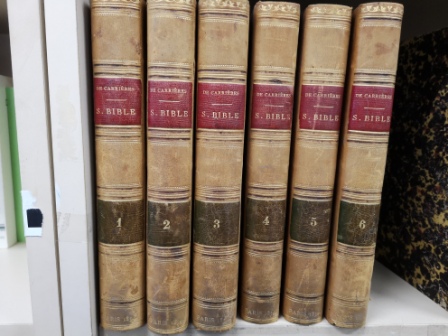 DE CARRIÈRES
S. BIBLE
1
DE CARRIÈRES
S. BIBLE
2
DE CARRIÈRES
S. BIBLE
3
DE CARRIÈRES
S. BIBLE
4
DE CARRIÈRES
S. BIBLE
5
DE CARRIÈRES
S. BIBLE
6